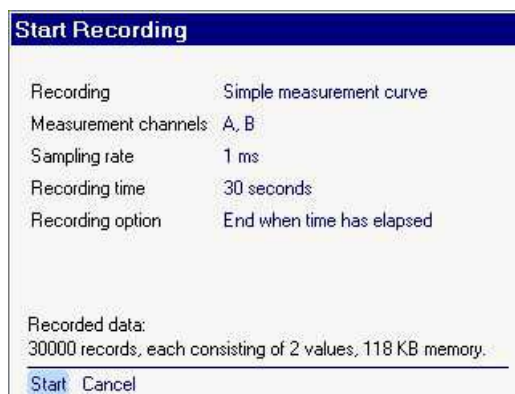 Start Recording
Recording Simple measurement curve
Measurement channels A, B
Sampling rate 1 ms
Recording time 30 seconds
Recording option End when time has elapsed
Recorded data:
30000 records, each consisting of 2 values, 118 KB memory.
Start Cancel